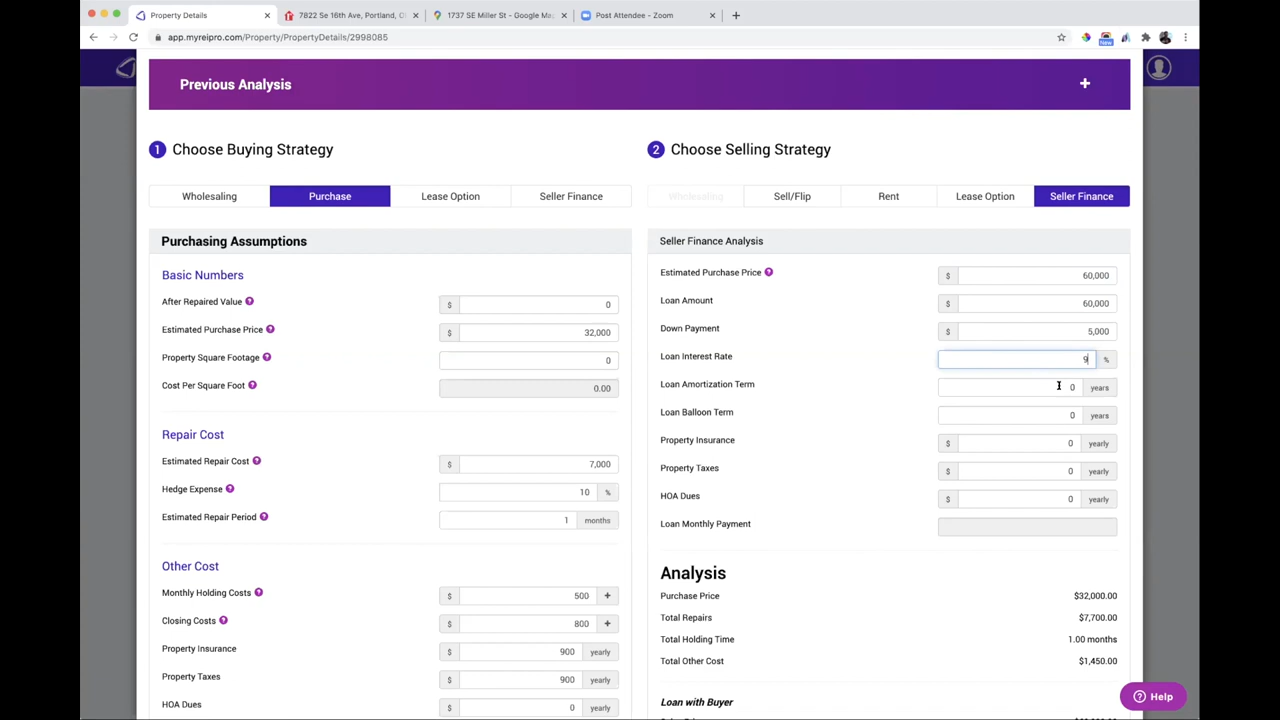 Property Details
7822 Se 16th Ave, Portland, O
1737 SE Miller St - Google Ma
Post Attendee - Zoom
app.myreipro.com/Property/PropertyDetails/2998085
New
Previous Analysis
1 Choose Buying Strategy
Wholesaling
Purchase
Lease Option
Seller Finance
Purchasing Assumptions
Basic Numbers
After Repaired Value ? $ 0
Estimated Purchase Price ? $ 32,000
Property Square Footage ? 0
Cost Per Square Foot ? $ 0.00
Repair Cost
Estimated Repair Cost ? $ 7,000
Hedge Expense ? 10 %
Estimated Repair Period ? 1 months
Other Cost
Monthly Holding Costs ? $ 500 +
Closing Costs ? $ 800 +
Property Insurance $ 900 yearly
Property Taxes $ 900 yearly
HOA Dues $ 0 yearly
2 Choose Selling Strategy
Wholesaling
Sell/Flip
Rent
Lease Option
Seller Finance
Seller Finance Analysis
Estimated Purchase Price ? $ 60,000
Loan Amount $ 60,000
Down Payment $ 5,000
Loan Interest Rate 9 %
Loan Amortization Term 0 years
Loan Balloon Term 0 years
Property Insurance $ 0 yearly
Property Taxes $ 0 yearly
HOA Dues $ 0 yearly
Loan Monthly Payment
Analysis
Purchase Price $32,000.00
Total Repairs $7,700.00
Total Holding Time 1.00 months
Total Other Cost $1,450.00
Loan with Buyer
? Help